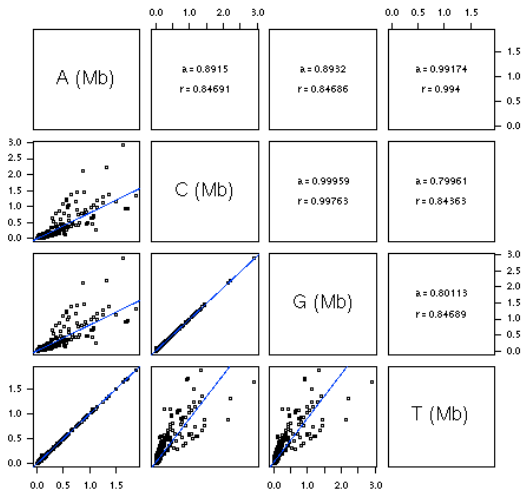 0.0 1.0 2.0 3.0
0.0 0.5 1.0 1.5
A (Mb)
a = 0.8915
r = 0.84691
a = 0.8932
r = 0.84686
a = 0.99174
r = 0.994
1.5
1.0
0.5
0.0
3.0
2.5
2.0
1.5
1.0
0.5
0.0
C (Mb)
a = 0.99959
r = 0.99763
a = 0.79961
r = 0.84363
G (Mb)
a = 0.80113
r = 0.84689
3.0
2.5
2.0
1.5
1.0
0.5
0.0
1.5
1.0
0.5
0.0
T (Mb)
0.0 0.5 1.0 1.5
0.0 1.0 2.0 3.0